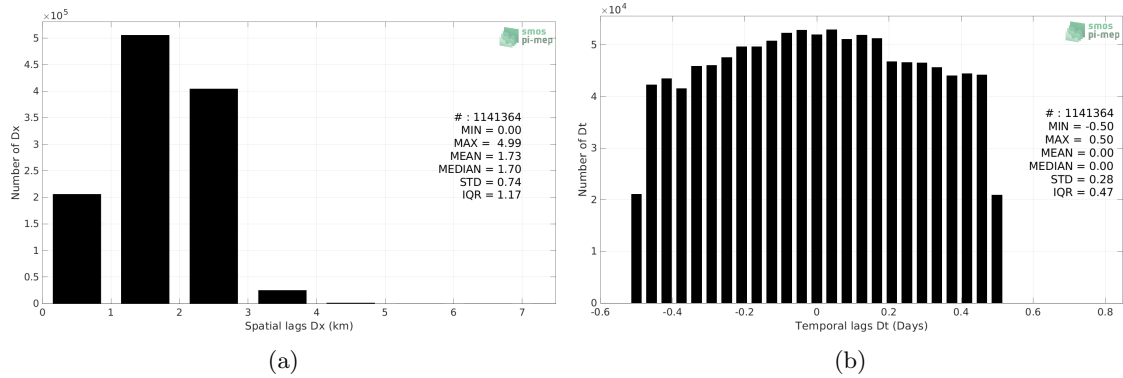 ×10⁵
5
4.5
4
3.5
3
2.5
2
1.5
1
0.5
0
Number of Dx
smos
pi-mep
# : 1141364
MIN = 0.00
MAX =  4.99
MEAN = 1.73
MEDIAN = 1.70
STD = 0.74
IQR = 1.17
0 1 2 3 4 5 6 7
Spatial lags Dx (km)
(a)
×10⁴
5
4
3
2
1
0
Number of Dt
smos
pi-mep
# : 1141364
MIN = -0.50
MAX =  0.50
MEAN = 0.00
MEDIAN = 0.00
STD = 0.28
IQR = 0.47
-0.6 -0.4 -0.2 0 0.2 0.4 0.6 0.8
Temporal lags Dt (Days)
(b)